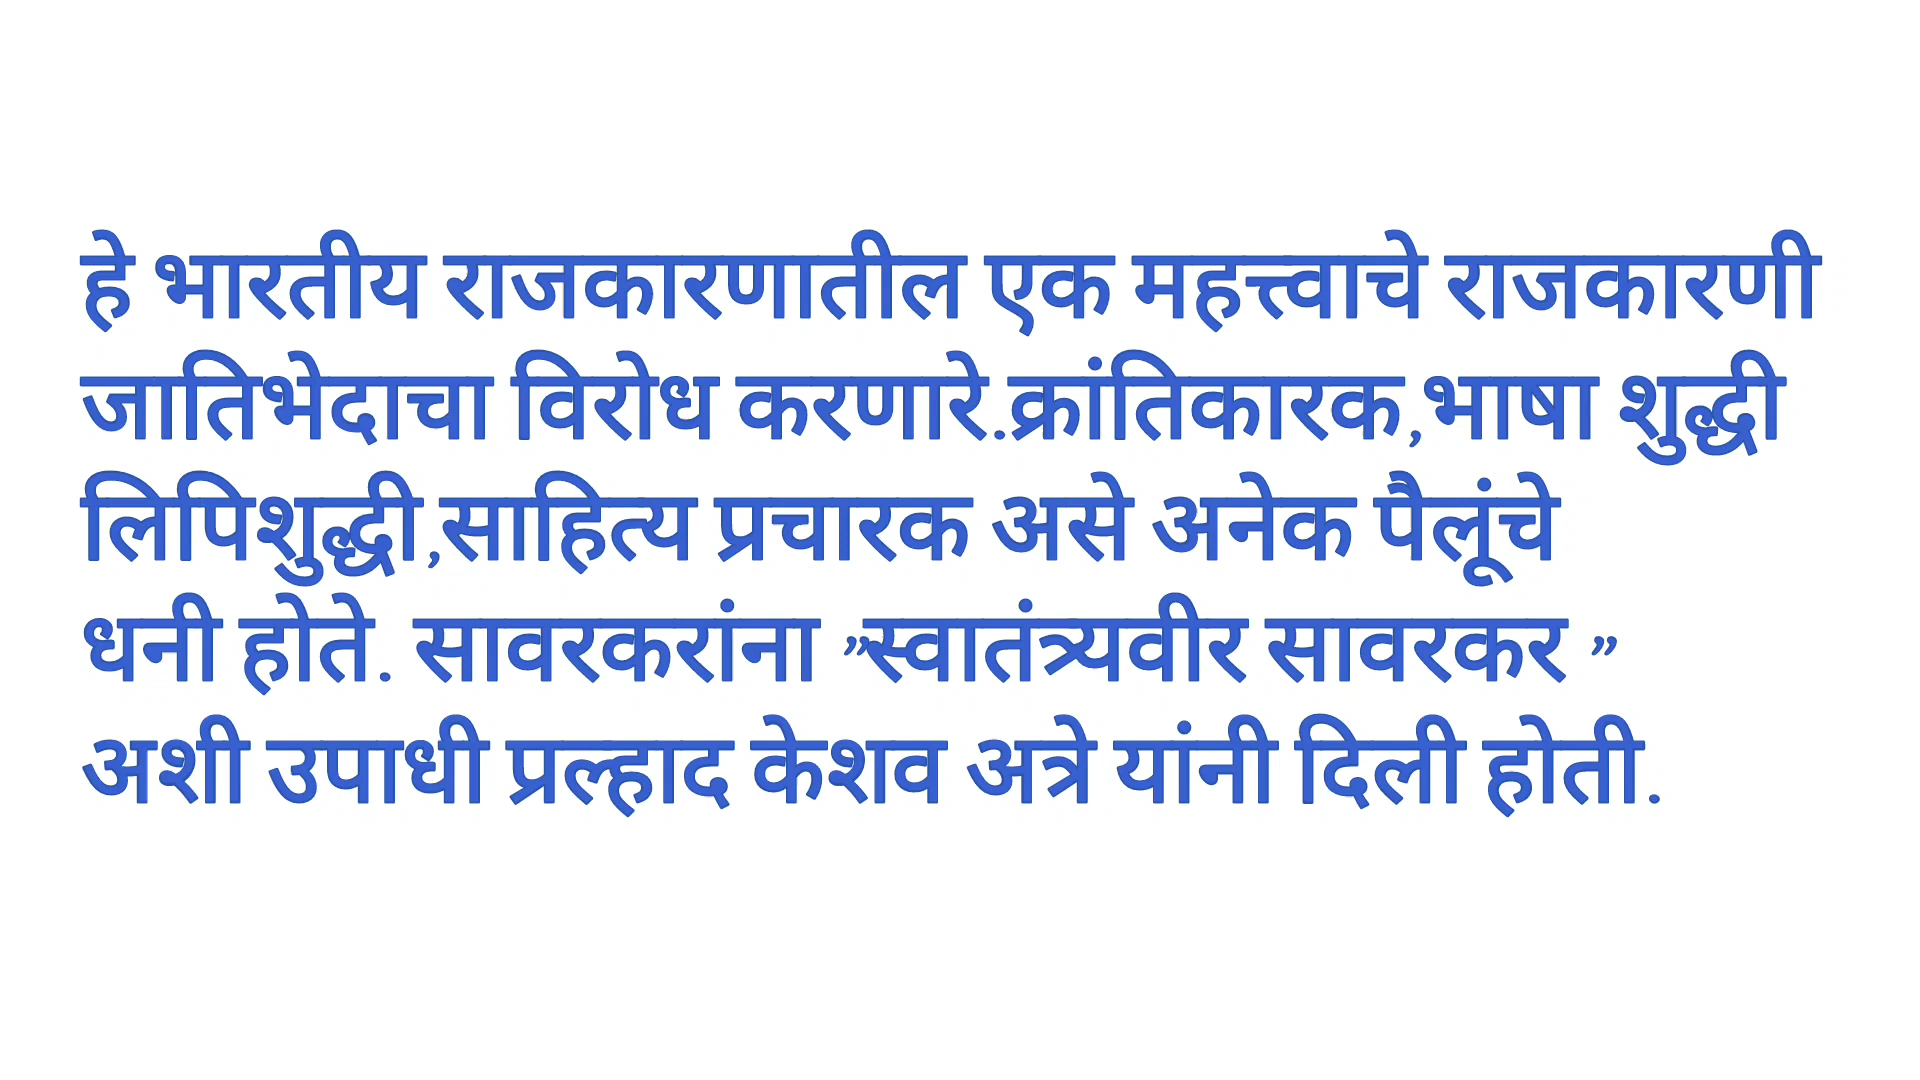 हे भारतीय राजकारणातील एक महत्त्वाचे राजकारणी
जातिभेदाचा विरोध करणारे.क्रांतिकारक,भाषा शुद्धी
लिपिशुद्धी,साहित्य प्रचारक असे अनेक पैलूंचे
धनी होते. सावरकरांना ”स्वातंत्र्यवीर सावरकर ”
अशी उपाधी प्रल्हाद केशव अत्रे यांनी दिली होती.